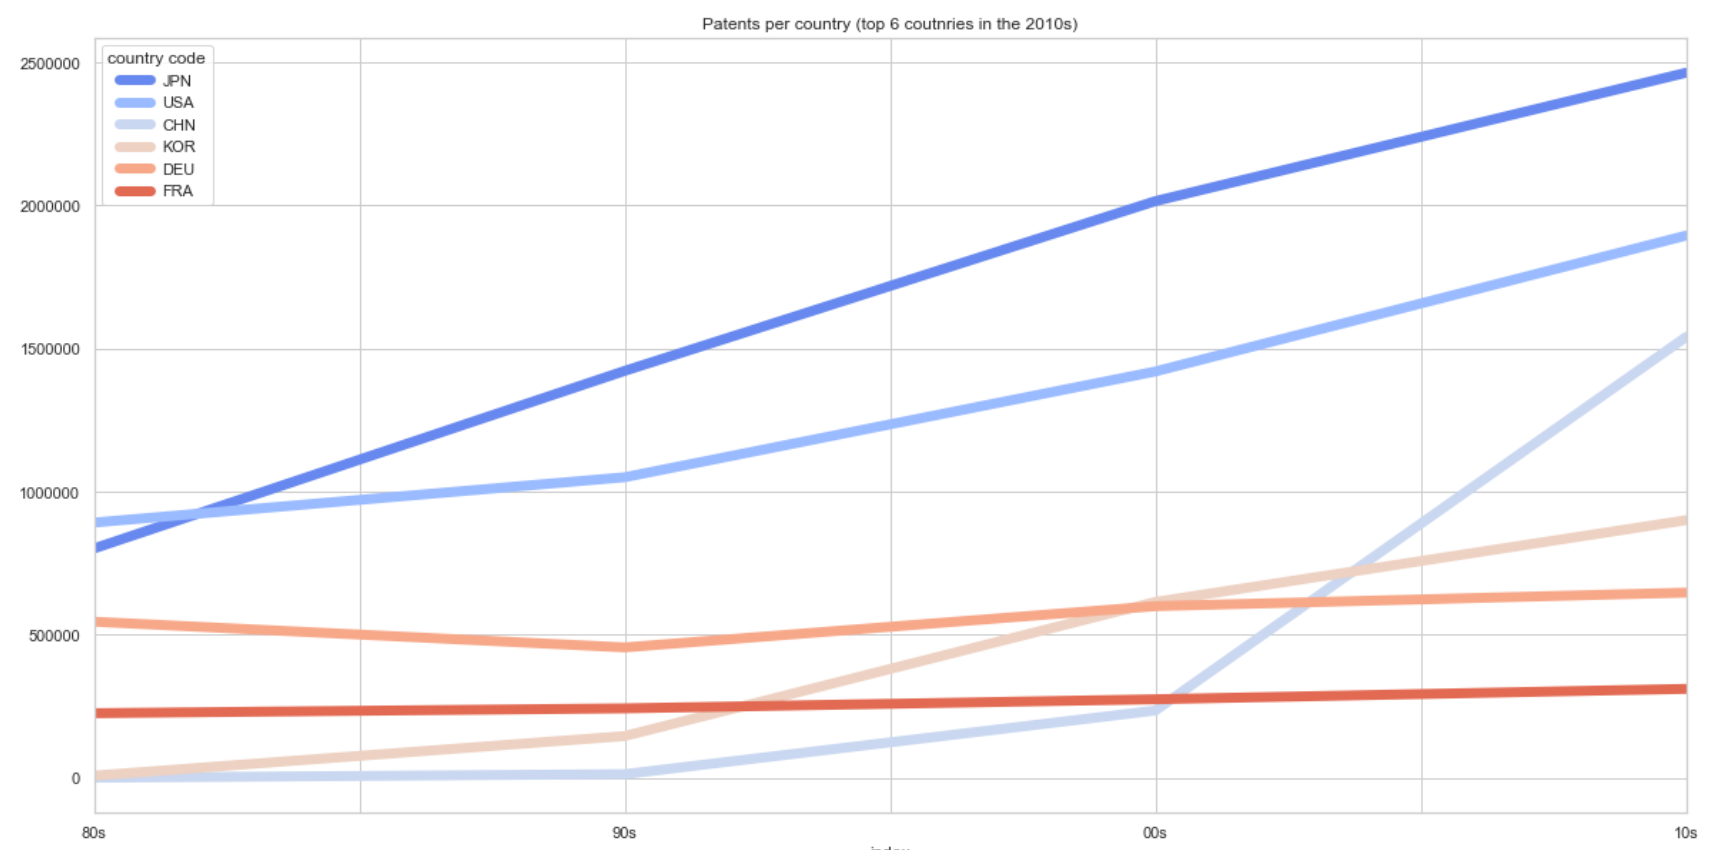 Patents per country (top 6 coutnries in the 2010s)
country code
JPN
USA
CHN
KOR
DEU
FRA
2500000
2000000
1500000
1000000
500000
0
80s 90s 00s 10s